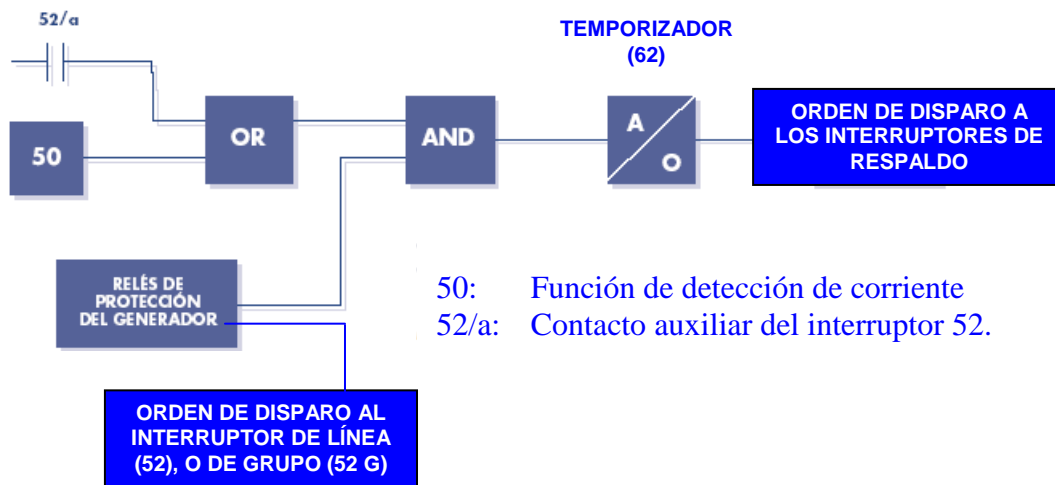 52/a
TEMPORIZADOR
(62)
50
OR
AND
A
O
ORDEN DE DISPARO A
LOS INTERRUPTORES DE
RESPALDO
RELÉS DE
PROTECCIÓN
DEL GENERADOR
50: Función de detección de corriente
52/a: Contacto auxiliar del interruptor 52.
ORDEN DE DISPARO AL
INTERRUPTOR DE LÍNEA
(52), O DE GRUPO (52 G)